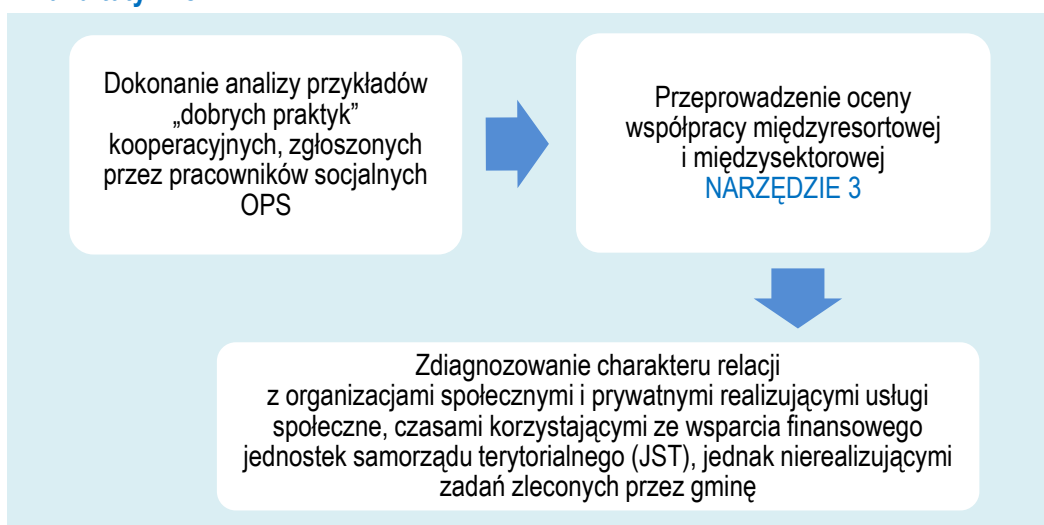 Dokonanie analizy przykładów
„dobrych praktyk”
kooperacyjnych, zgłoszonych
przez pracowników socjalnych
OPS
Przeprowadzenie oceny
współpracy międzyresortowej
i międzysektorowej
NARZĘDZIE 3
Zdiagnozowanie charakteru relacji
z organizacjami społecznymi i prywatnymi realizującymi usługi
społeczne, czasami korzystającymi ze wsparcia finansowego
jednostek samorządu terytorialnego (JST), jednak nierealizującymi
zadań zleconych przez gminę